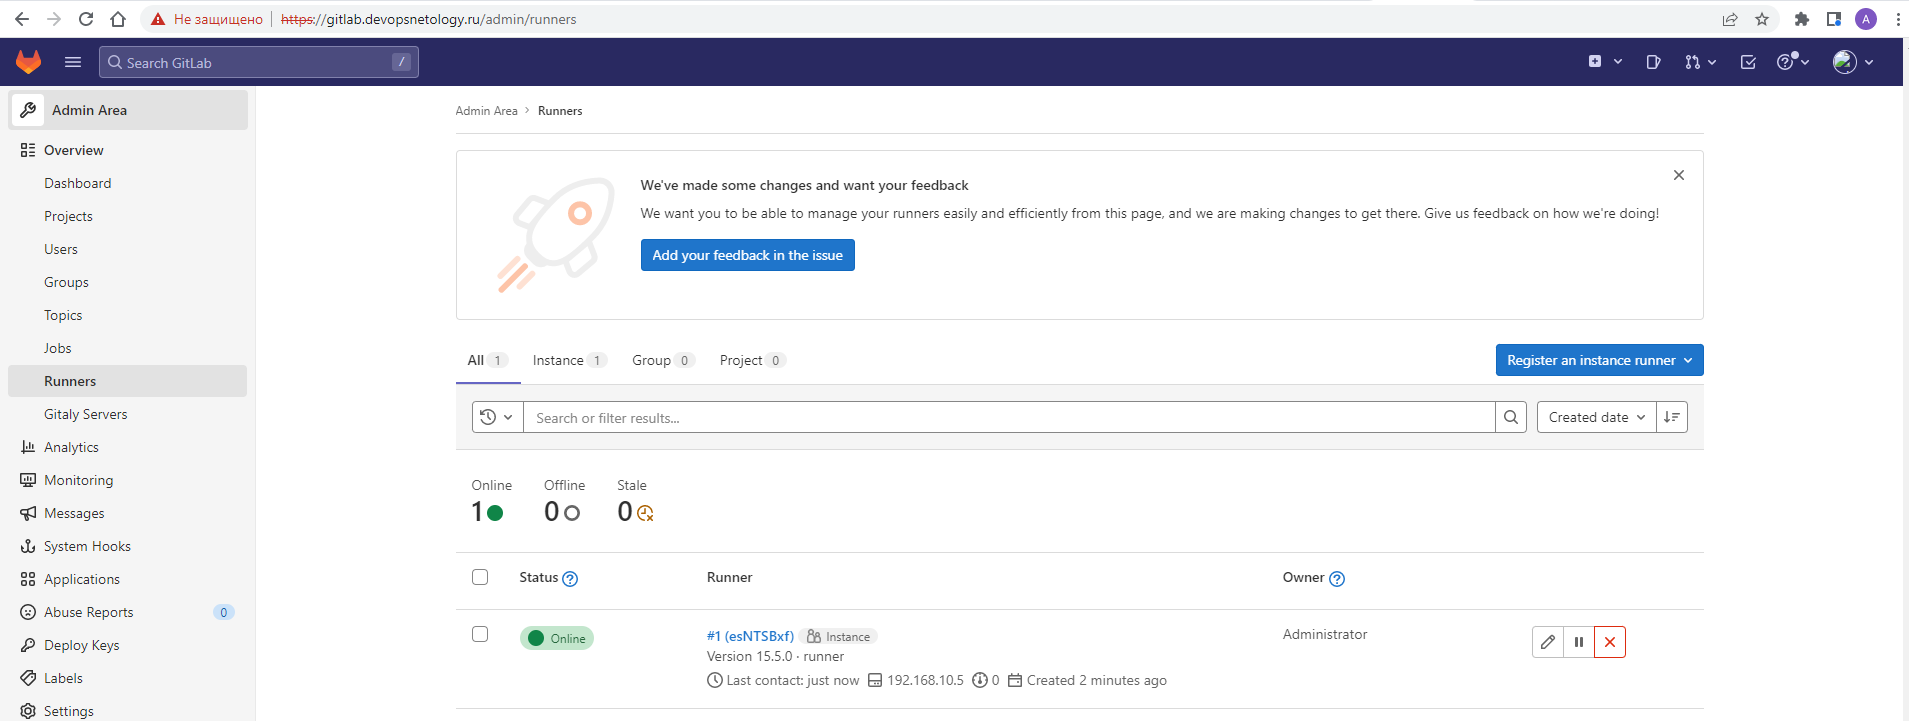 Не защищено https://gitlab.devopsnetology.ru/admin/runners
A
Search GitLab /
Admin Area
Overview
Dashboard
Projects
Users
Groups
Topics
Jobs
Runners
Gitaly Servers
Analytics
Monitoring
Messages
System Hooks
Applications
Abuse Reports 0
Deploy Keys
Labels
Settings
Admin Area › Runners
We've made some changes and want your feedback
We want you to be able to manage your runners easily and efficiently from this page, and we are making changes to get there. Give us feedback on how we're doing!
Add your feedback in the issue
All 1 Instance 1 Group 0 Project 0
Register an instance runner
Search or filter results...
Created date
Online Offline Stale
1 0 0
Status Runner Owner
Online #1 (esNTSBxf) Instance Administrator
Version 15.5.0 · runner
Last contact: just now 192.168.10.5 0 Created 2 minutes ago